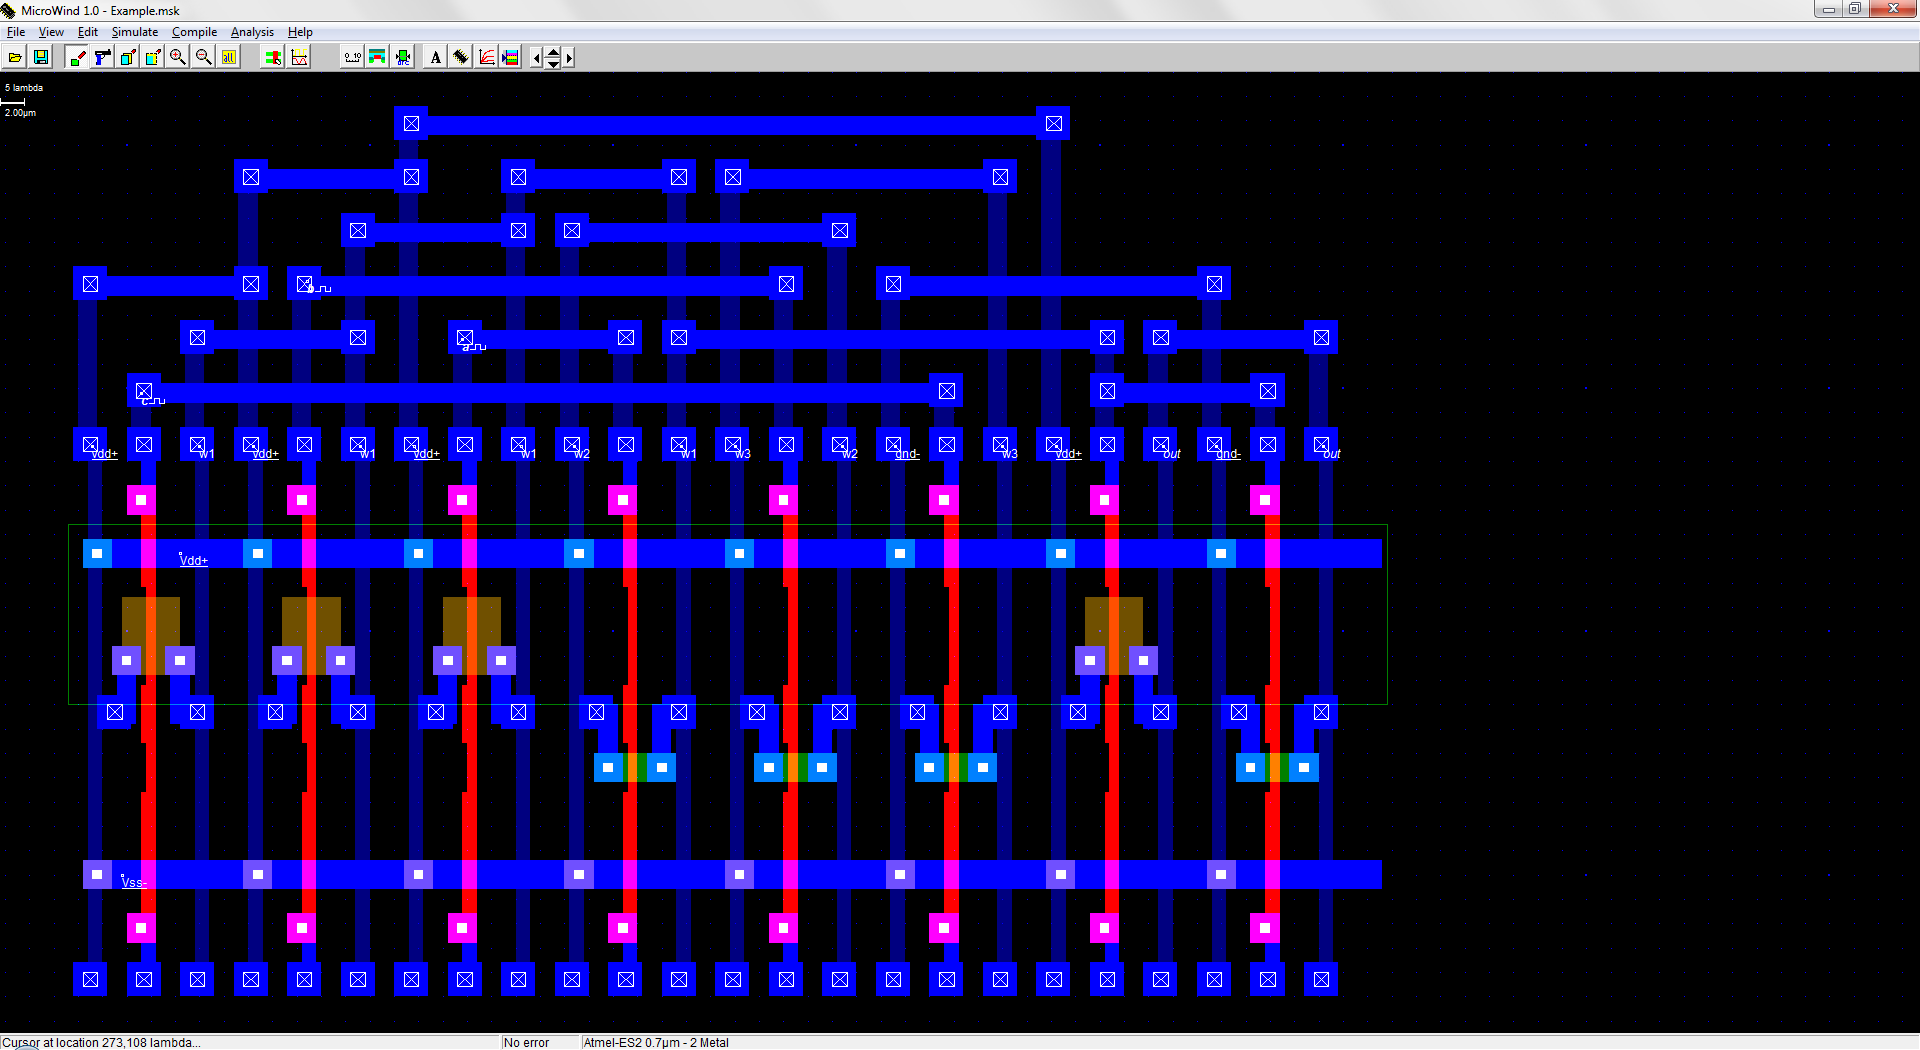 MicroWind 1.0 - Example.msk
File View Edit Simulate Compile Analysis Help
5 lambda
2.00µm
b
a
c
vdd+ w1 vdd+ w1 vdd+ w1 w2 w1 w3 w2 gnd- w3 vdd+ out gnd- out
Vdd+
Vss-
Cursor at location 273,108 lambda... No error Atmel-ES2 0.7µm - 2 Metal